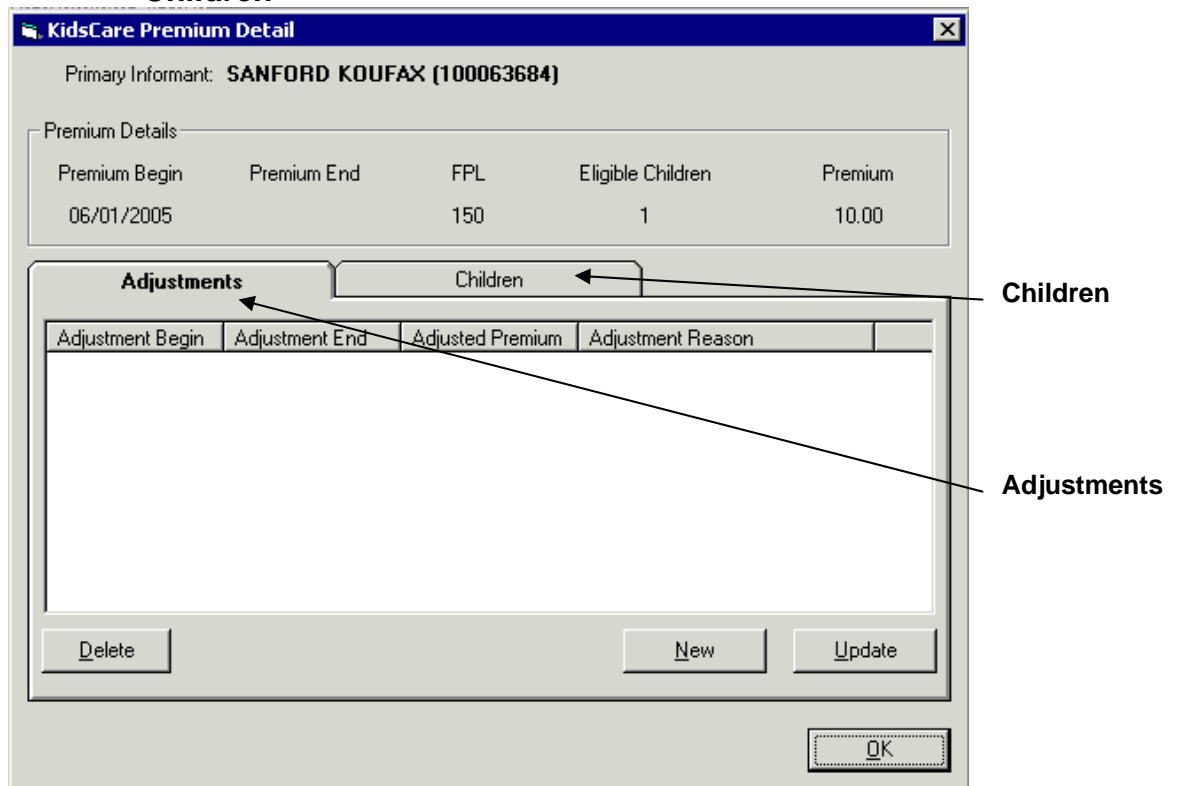 Children
KidsCare Premium Detail
Primary Informant: SANFORD KOUFAX (100063684)
Premium Details
Premium Begin Premium End FPL Eligible Children Premium
06/01/2005 150 1 10.00
Adjustments Children
Children
Adjustment Begin Adjustment End Adjusted Premium Adjustment Reason
Adjustments
Delete New Update
OK